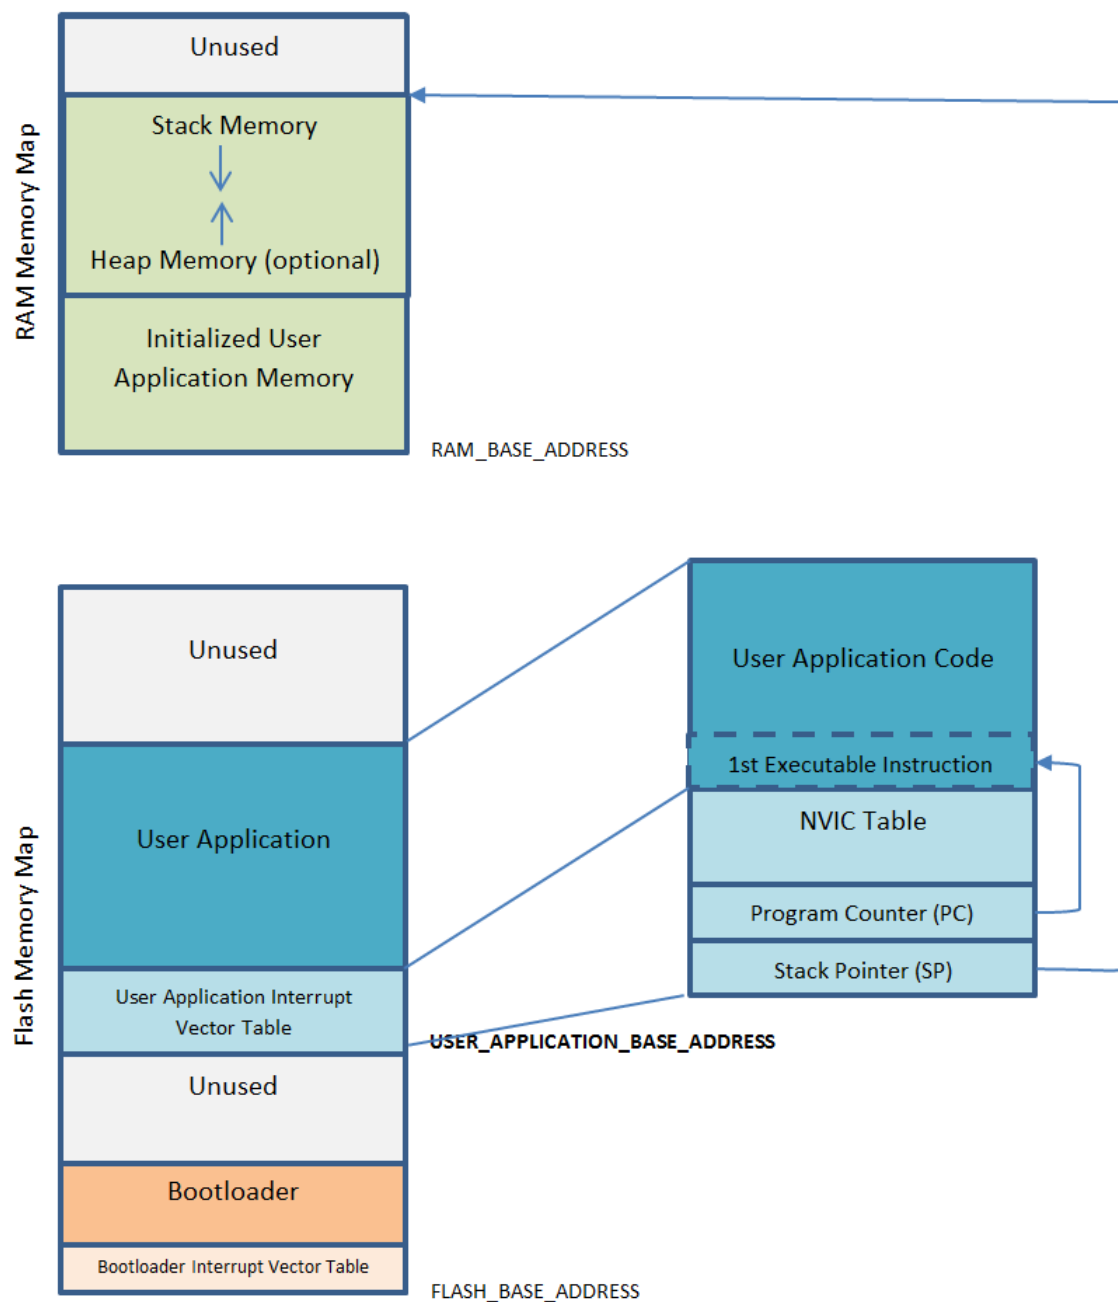 RAM Memory Map
Unused
Stack Memory
Heap Memory (optional)
Initialized User
Application Memory
RAM_BASE_ADDRESS
Flash Memory Map
Unused
User Application
User Application Interrupt
Vector Table
USER_APPLICATION_BASE_ADDRESS
Unused
Bootloader
Bootloader Interrupt Vector Table
FLASH_BASE_ADDRESS
User Application Code
1st Executable Instruction
NVIC Table
Program Counter (PC)
Stack Pointer (SP)